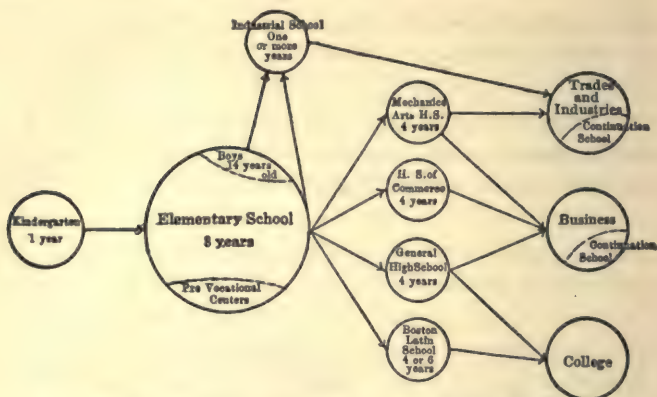 Industrial School
One
or more
years
Trades
and
Industries
Continuation
School
Mechanics
Arts H.S.
4 years
Boys
14 years
old
H. S. of
Commerce
4 years
Kindergarten
1 year
Elementary School
8 years
Business
Continuation
School
General
High School
4 years
Pre Vocational
Centers
Boston
Latin
School
4 or 6
years
College